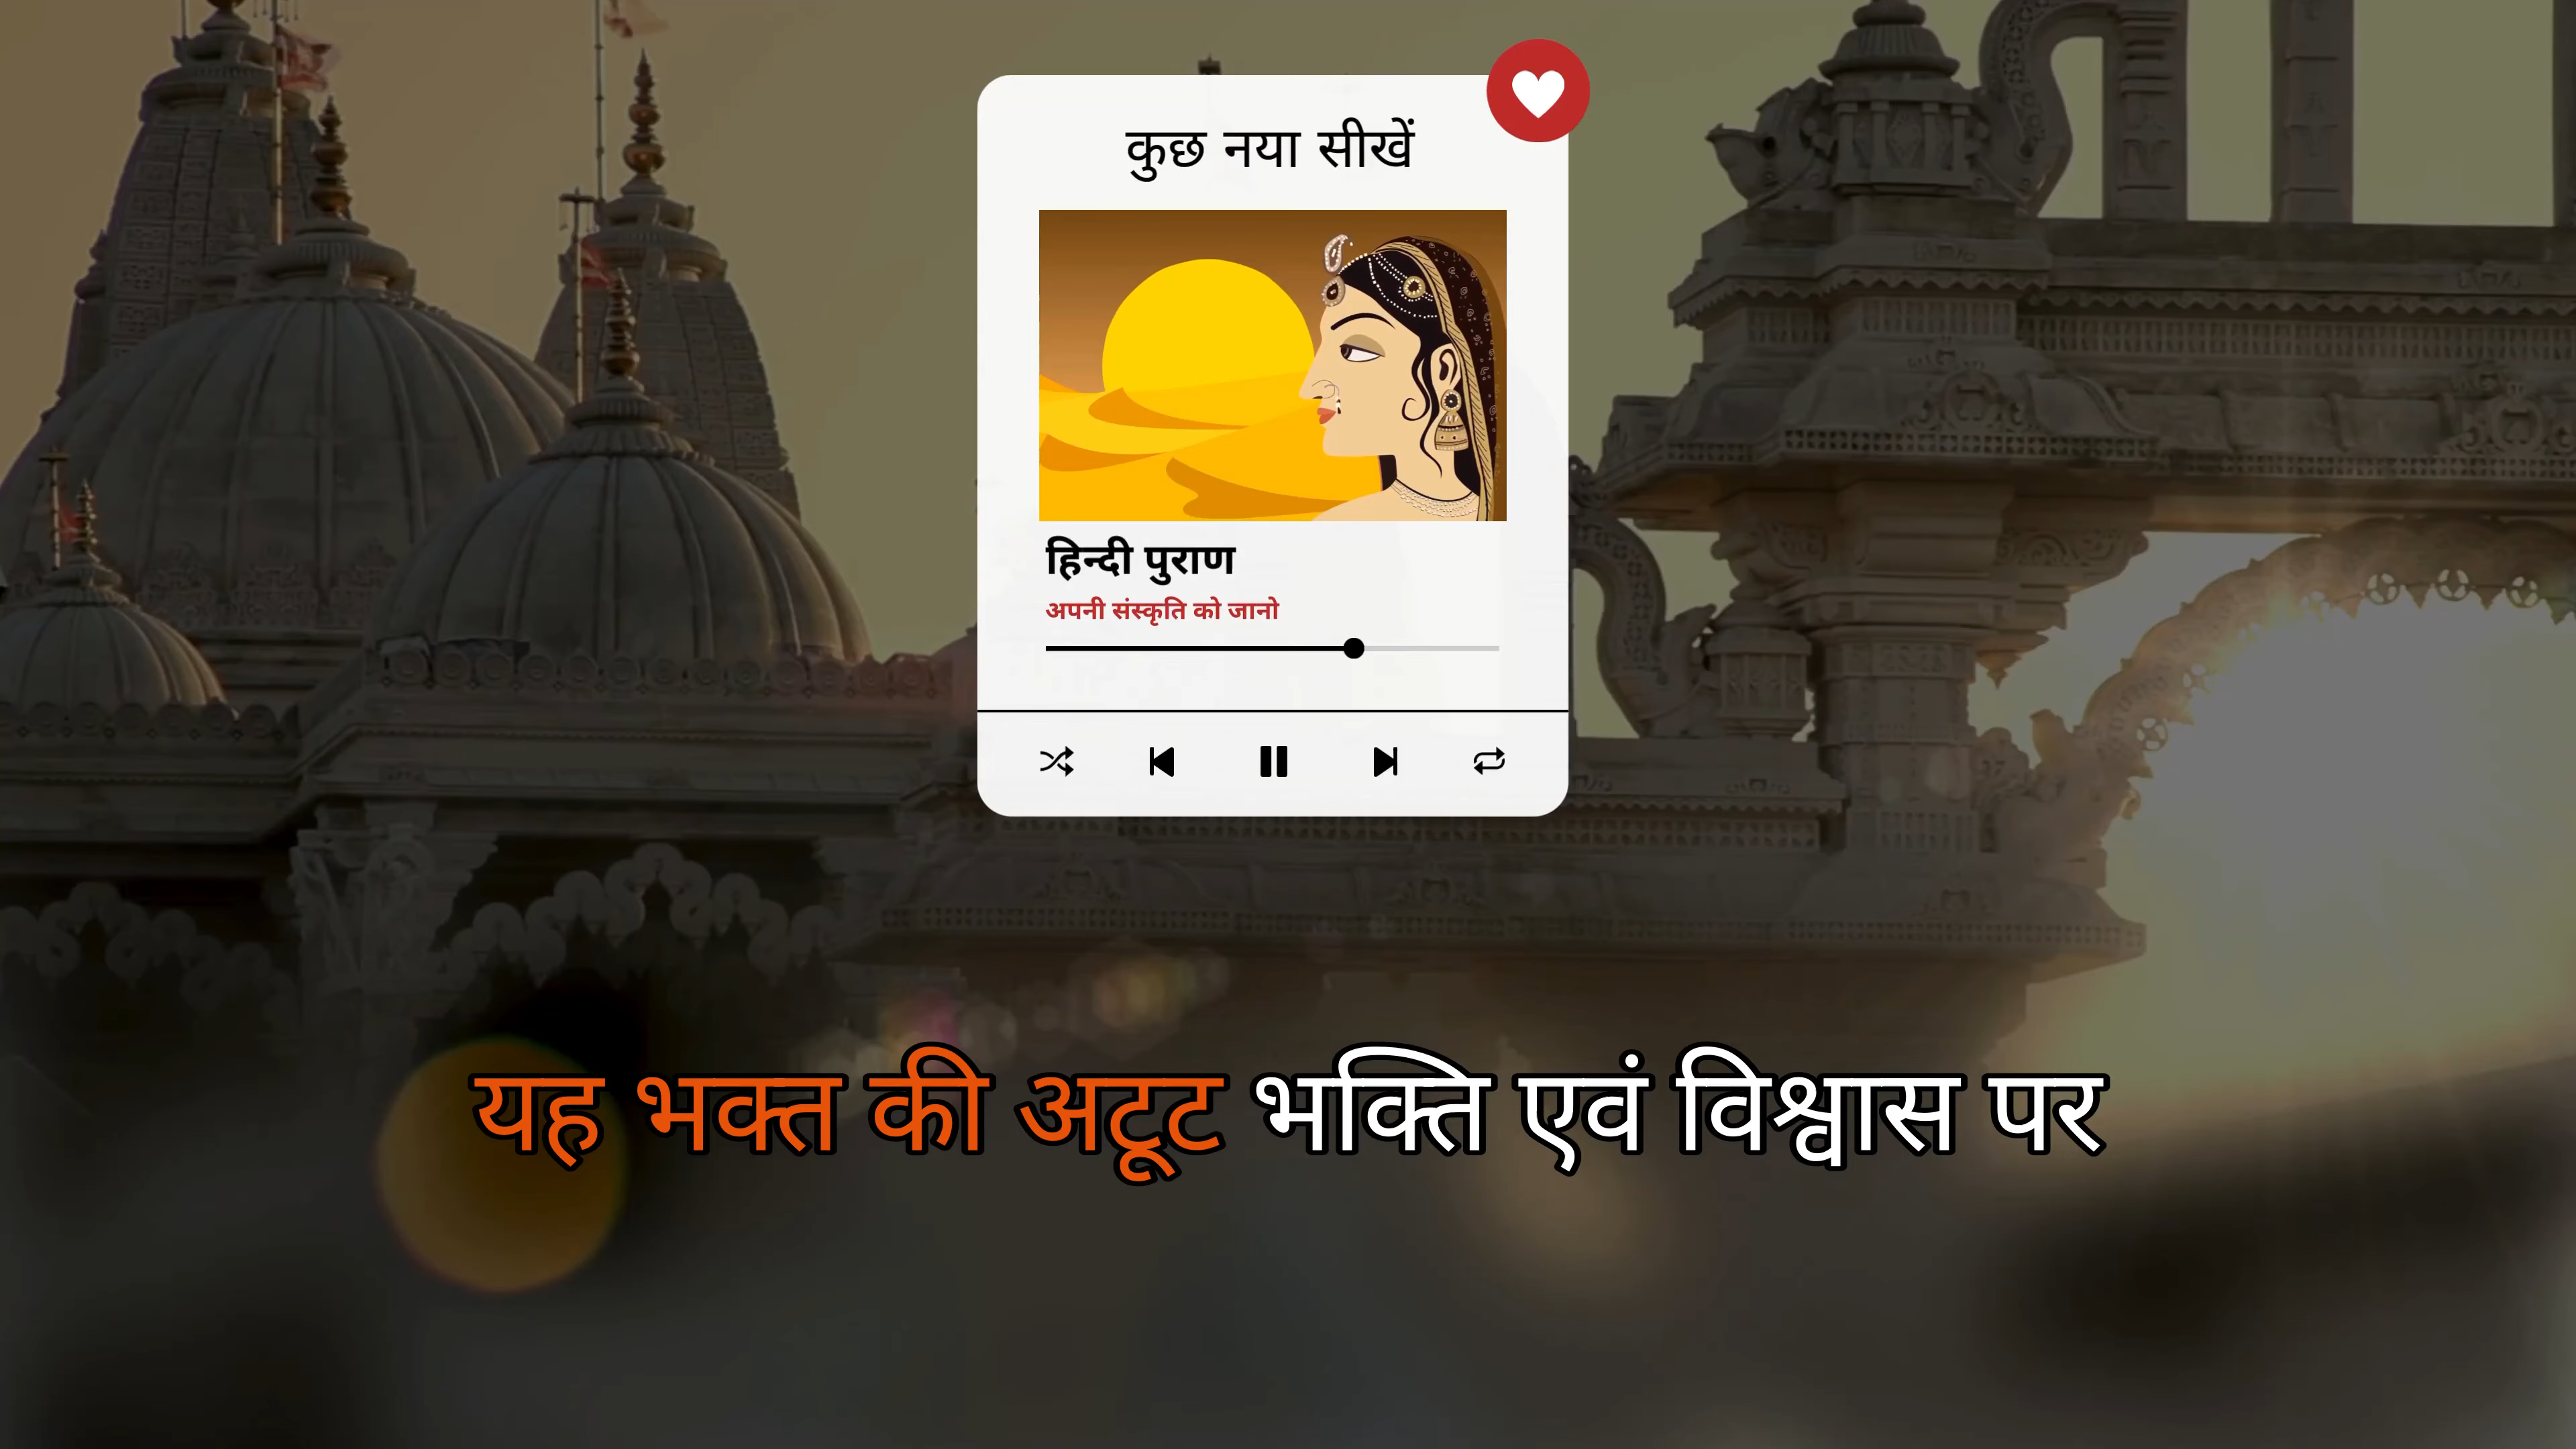 कुछ नया सीखें
हिन्दी पुराण
अपनी संस्कृति को जानो
यह भक्त की अटूट भक्ति एवं विश्वास पर